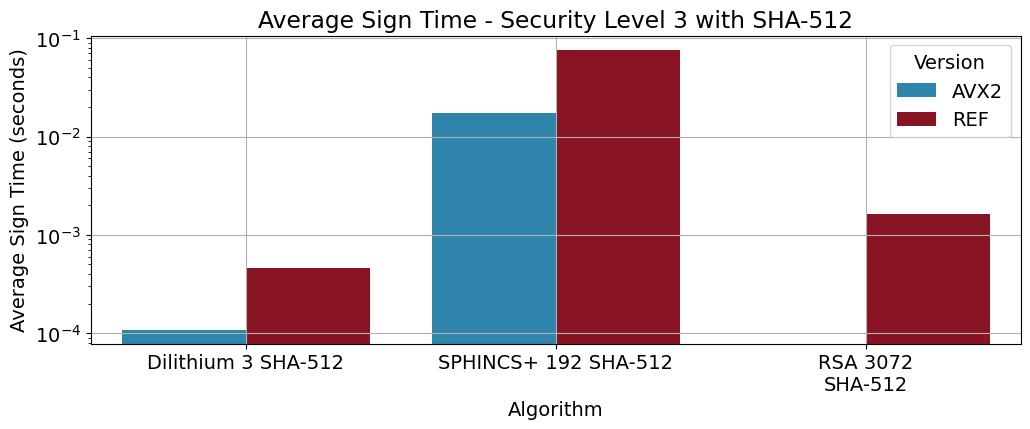 Average Sign Time - Security Level 3 with SHA-512
Average Sign Time (seconds)
10⁻¹
10⁻²
10⁻³
10⁻⁴
Version
AVX2
REF
Dilithium 3 SHA-512
SPHINCS+ 192 SHA-512
RSA 3072
SHA-512
Algorithm